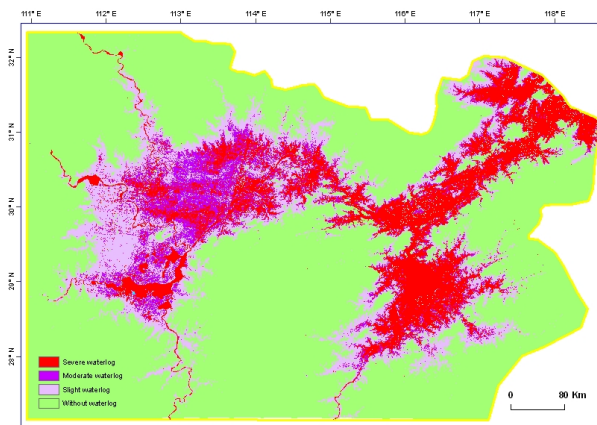 111° E 112° E 113° E 114° E 115° E 116° E 117° E 118° E
32° N
31° N
30° N
29° N
28° N
Severe waterlog
Moderate waterlog
Slight waterlog
Without waterlog
0 80 Km